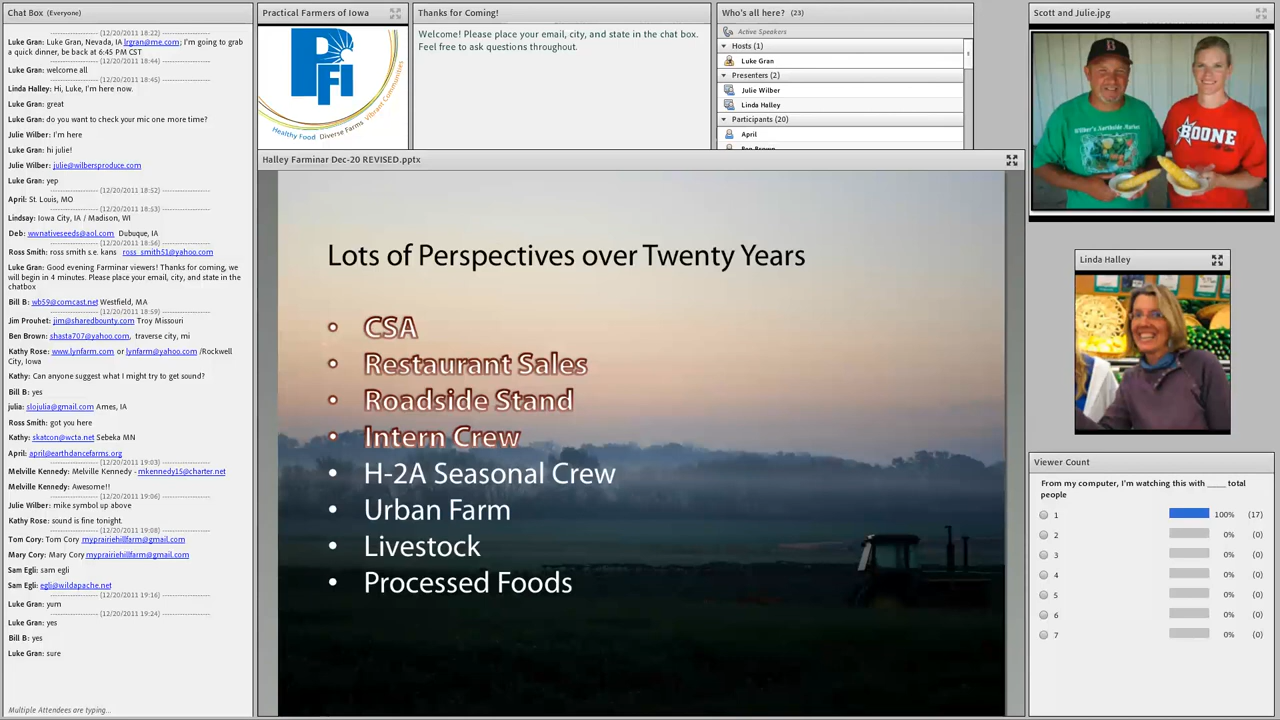 Chat Box (Everyone)
------------------ (12/20/2011 18:22) ------------------
Luke Gran: Luke Gran, Nevada, IA lrgran@me.com; I'm going to grab
a quick dinner, be back at 6:45 PM CST
------------------ (12/20/2011 18:44) ------------------
Luke Gran: welcome all
------------------ (12/20/2011 18:45) ------------------
Linda Halley: Hi, Luke, I'm here now.
Luke Gran: great
Luke Gran: do you want to check your mic one more time?
Julie Wilber: I'm here
Luke Gran: hi julie!
Julie Wilber: julie@wilbersproduce.com
Luke Gran: yep
------------------ (12/20/2011 18:52) ------------------
April: St. Louis, MO
------------------ (12/20/2011 18:53) ------------------
Lindsay: Iowa City, IA / Madison, WI
Deb: wwnativeseeds@aol.com Dubuque, IA
------------------ (12/20/2011 18:56) ------------------
Ross Smith: ross smith s.e. kans ross_smith51@yahoo.com
Luke Gran: Good evening Farminar viewers! Thanks for coming, we
will begin in 4 minutes. Please place your email, city, and state in the
chatbox
Bill B: wb59@comcast.net Westfield, MA
------------------ (12/20/2011 18:59) ------------------
Jim Prouhet: jim@sharedbounty.com Troy Missouri
Ben Brown: shasta707@yahoo.com, traverse city, mi
Kathy Rose: www.lynfarm.com or lynfarm@yahoo.com /Rockwell
City, Iowa
Kathy: Can anyone suggest what I might try to get sound?
Bill B: yes
julia: slojulia@gmail.com Ames, IA
Ross Smith: got you here
Kathy: skatcon@wcta.net Sebeka MN
April: april@earthdancefarms.org
------------------ (12/20/2011 19:03) ------------------
Melville Kennedy: Melville Kennedy - mkennedy15@charter.net
Melville Kennedy: Awesome!!
------------------ (12/20/2011 19:06) ------------------
Julie Wilber: mike symbol up above
Kathy Rose: sound is fine tonight.
------------------ (12/20/2011 19:08) ------------------
Tom Cory: Tom Cory myprairiehillfarm@gmail.com
Mary Cory: Mary Cory myprairiehillfarm@gmail.com
Sam Egli: sam egli
Sam Egli: egli@wildapache.net
------------------ (12/20/2011 19:16) ------------------
Luke Gran: yum
------------------ (12/20/2011 19:24) ------------------
Luke Gran: yes
Bill B: yes
Luke Gran: sure
Multiple Attendees are typing...
Practical Farmers of Iowa
PFI
Healthy Food Diverse Farms Vibrant Communities
Thanks for Coming!
Welcome! Please place your email, city, and state in the chat box.
Feel free to ask questions throughout.
Who's all here? (23)
Active Speakers
Hosts (1)
Luke Gran
Presenters (2)
Julie Wilber
Linda Halley
Participants (20)
April
Ben Brown
Halley Farminar Dec-20 REVISED.pptx
Lots of Perspectives over Twenty Years
• CSA
• Restaurant Sales
• Roadside Stand
• Intern Crew
• H-2A Seasonal Crew
• Urban Farm
• Livestock
• Processed Foods
Scott and Julie.jpg
B
Wilber's Northside Market
BOONE
Linda Halley
Viewer Count
From my computer, I'm watching this with ____ total
people
1 100% (17)
2 0% (0)
3 0% (0)
4 0% (0)
5 0% (0)
6 0% (0)
7 0% (0)